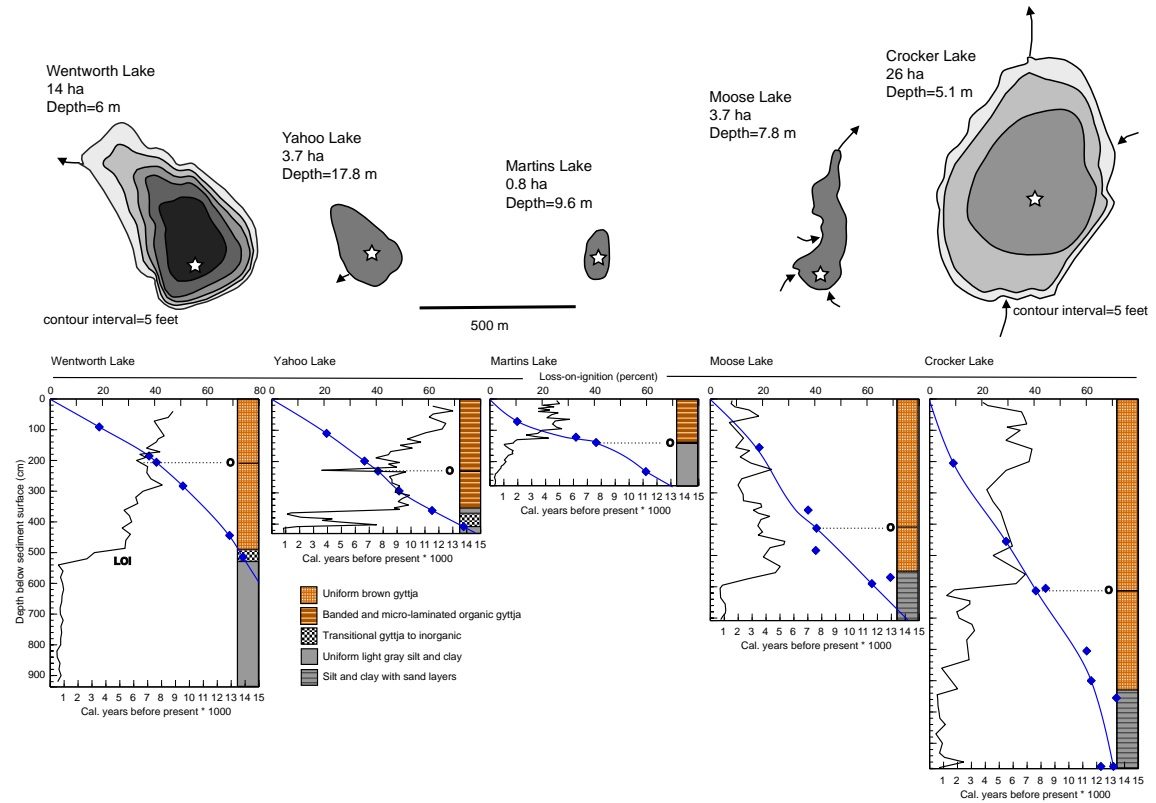 Wentworth Lake
14 ha
Depth=6 m
Yahoo Lake
3.7 ha
Depth=17.8 m
Martins Lake
0.8 ha
Depth=9.6 m
Moose Lake
3.7 ha
Depth=7.8 m
Crocker Lake
26 ha
Depth=5.1 m
contour interval=5 feet
500 m
contour interval=5 feet
Wentworth Lake
Yahoo Lake
Martins Lake
Moose Lake
Crocker Lake
Loss-on-ignition (percent)
0 20 40 60 80
0 20 40 60
0 20 40 60
0 20 40 60
0 20 40 60
Depth below sediment surface (cm)
0
100
200
300
400
500
600
700
800
900
O
O
O
O
O
LOI
1 2 3 4 5 6 7 8 9 10 11 12 13 14 15
Cal. years before present * 1000
1 2 3 4 5 6 7 8 9 10 11 12 13 14 15
Cal. years before present * 1000
1 2 3 4 5 6 7 8 9 10 11 12 13 14 15
Cal. years before present * 1000
1 2 3 4 5 6 7 8 9 10 11 12 13 14 15
Cal. years before present * 1000
1 2 3 4 5 6 7 8 9 10 11 12 13 14 15
Cal. years before present * 1000
Uniform brown gyttja
Banded and micro-laminated organic gyttja
Transitional gyttja to inorganic
Uniform light gray silt and clay
Silt and clay with sand layers